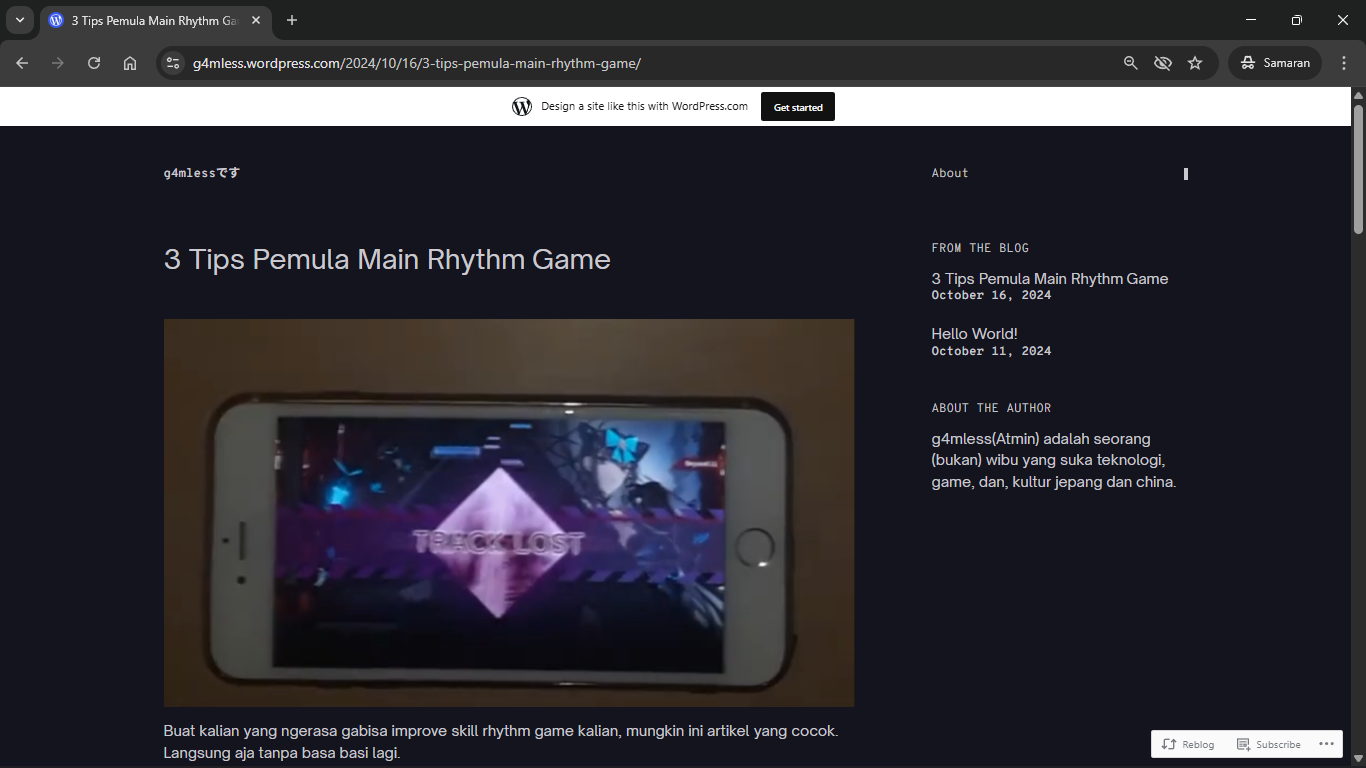 3 Tips Pemula Main Rhythm Ga
g4mless.wordpress.com/2024/10/16/3-tips-pemula-main-rhythm-game/
Samaran
Design a site like this with WordPress.com
Get started
g4mlessです
About
3 Tips Pemula Main Rhythm Game
TRACK LOST
Buat kalian yang ngerasa gabisa improve skill rhythm game kalian, mungkin ini artikel yang cocok.
Langsung aja tanpa basa basi lagi.
FROM THE BLOG
3 Tips Pemula Main Rhythm Game
October 16, 2024
Hello World!
October 11, 2024
ABOUT THE AUTHOR
g4mless(Atmin) adalah seorang
(bukan) wibu yang suka teknologi,
game, dan, kultur jepang dan china.
Reblog
Subscribe